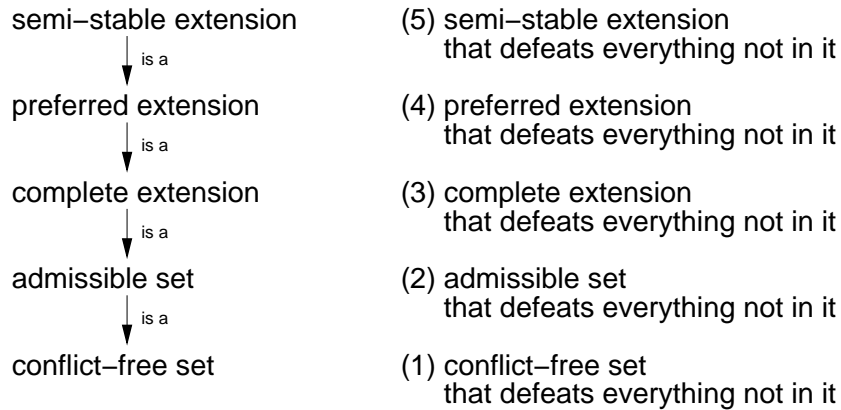 semi−stable extension
is a
preferred extension
is a
complete extension
is a
admissible set
is a
conflict−free set
(5) semi−stable extension
that defeats everything not in it
(4) preferred extension
that defeats everything not in it
(3) complete extension
that defeats everything not in it
(2) admissible set
that defeats everything not in it
(1) conflict−free set
that defeats everything not in it